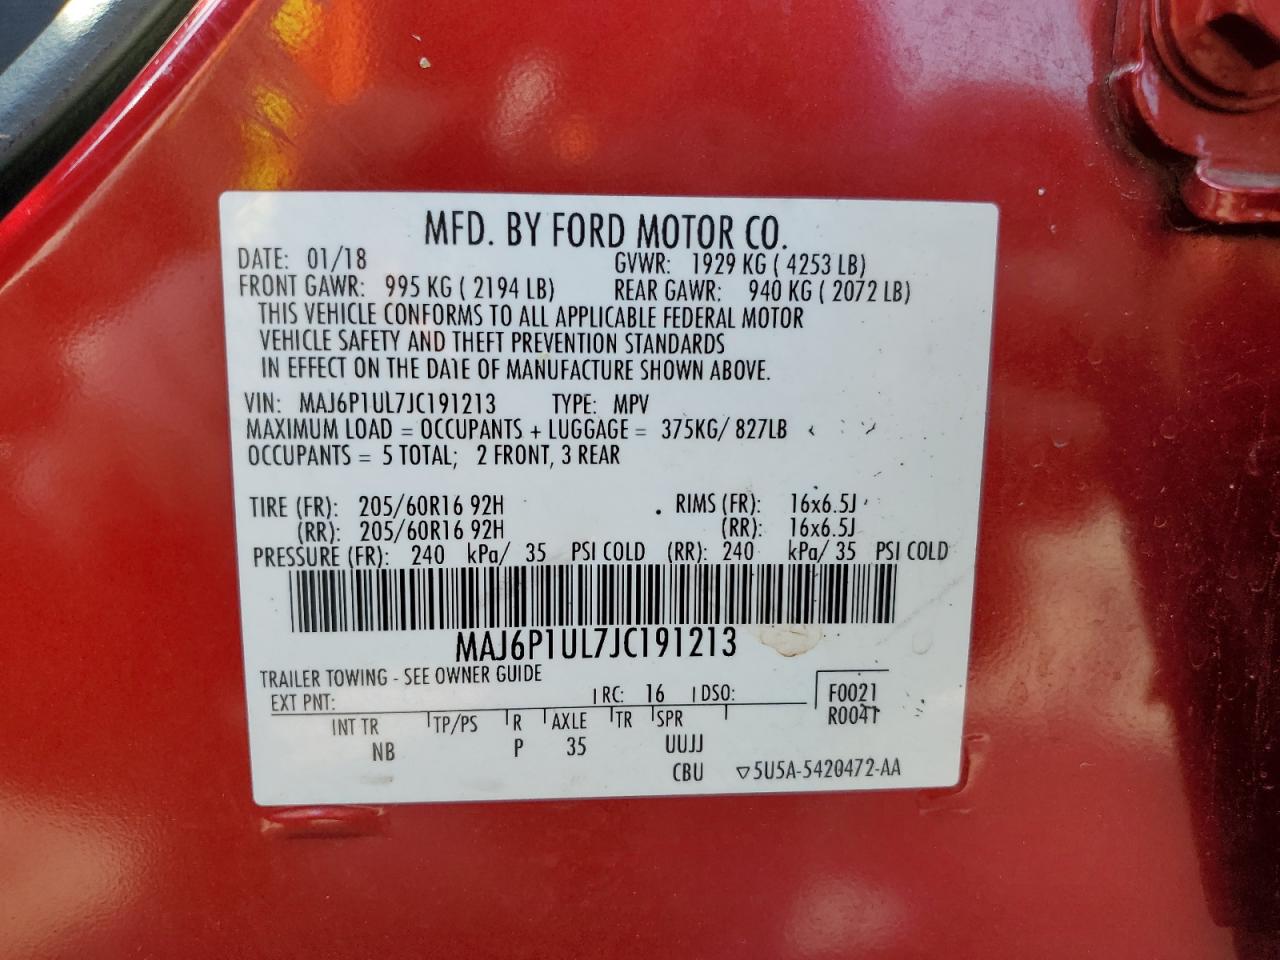 MFD. BY FORD MOTOR CO.
DATE: 01/18 GVWR: 1929 KG ( 4253 LB)
FRONT GAWR: 995 KG ( 2194 LB) REAR GAWR: 940 KG ( 2072 LB)
THIS VEHICLE CONFORMS TO ALL APPLICABLE FEDERAL MOTOR
VEHICLE SAFETY AND THEFT PREVENTION STANDARDS
IN EFFECT ON THE DATE OF MANUFACTURE SHOWN ABOVE.
VIN: MAJ6P1UL7JC191213 TYPE: MPV
MAXIMUM LOAD = OCCUPANTS + LUGGAGE = 375KG/ 827LB
OCCUPANTS = 5 TOTAL; 2 FRONT, 3 REAR
TIRE (FR): 205/60R16 92H RIMS (FR): 16x6.5J
(RR): 205/60R16 92H (RR): 16x6.5J
PRESSURE (FR): 240 kPa/ 35 PSI COLD (RR): 240 kPa/ 35 PSI COLD
MAJ6P1UL7JC191213
TRAILER TOWING - SEE OWNER GUIDE
EXT PNT: RC: 16 DSO: F0021
R0041
INT TR TP/PS R AXLE TR SPR
NB P 35 UUJJ
CBU ▽5U5A-5420472-AA